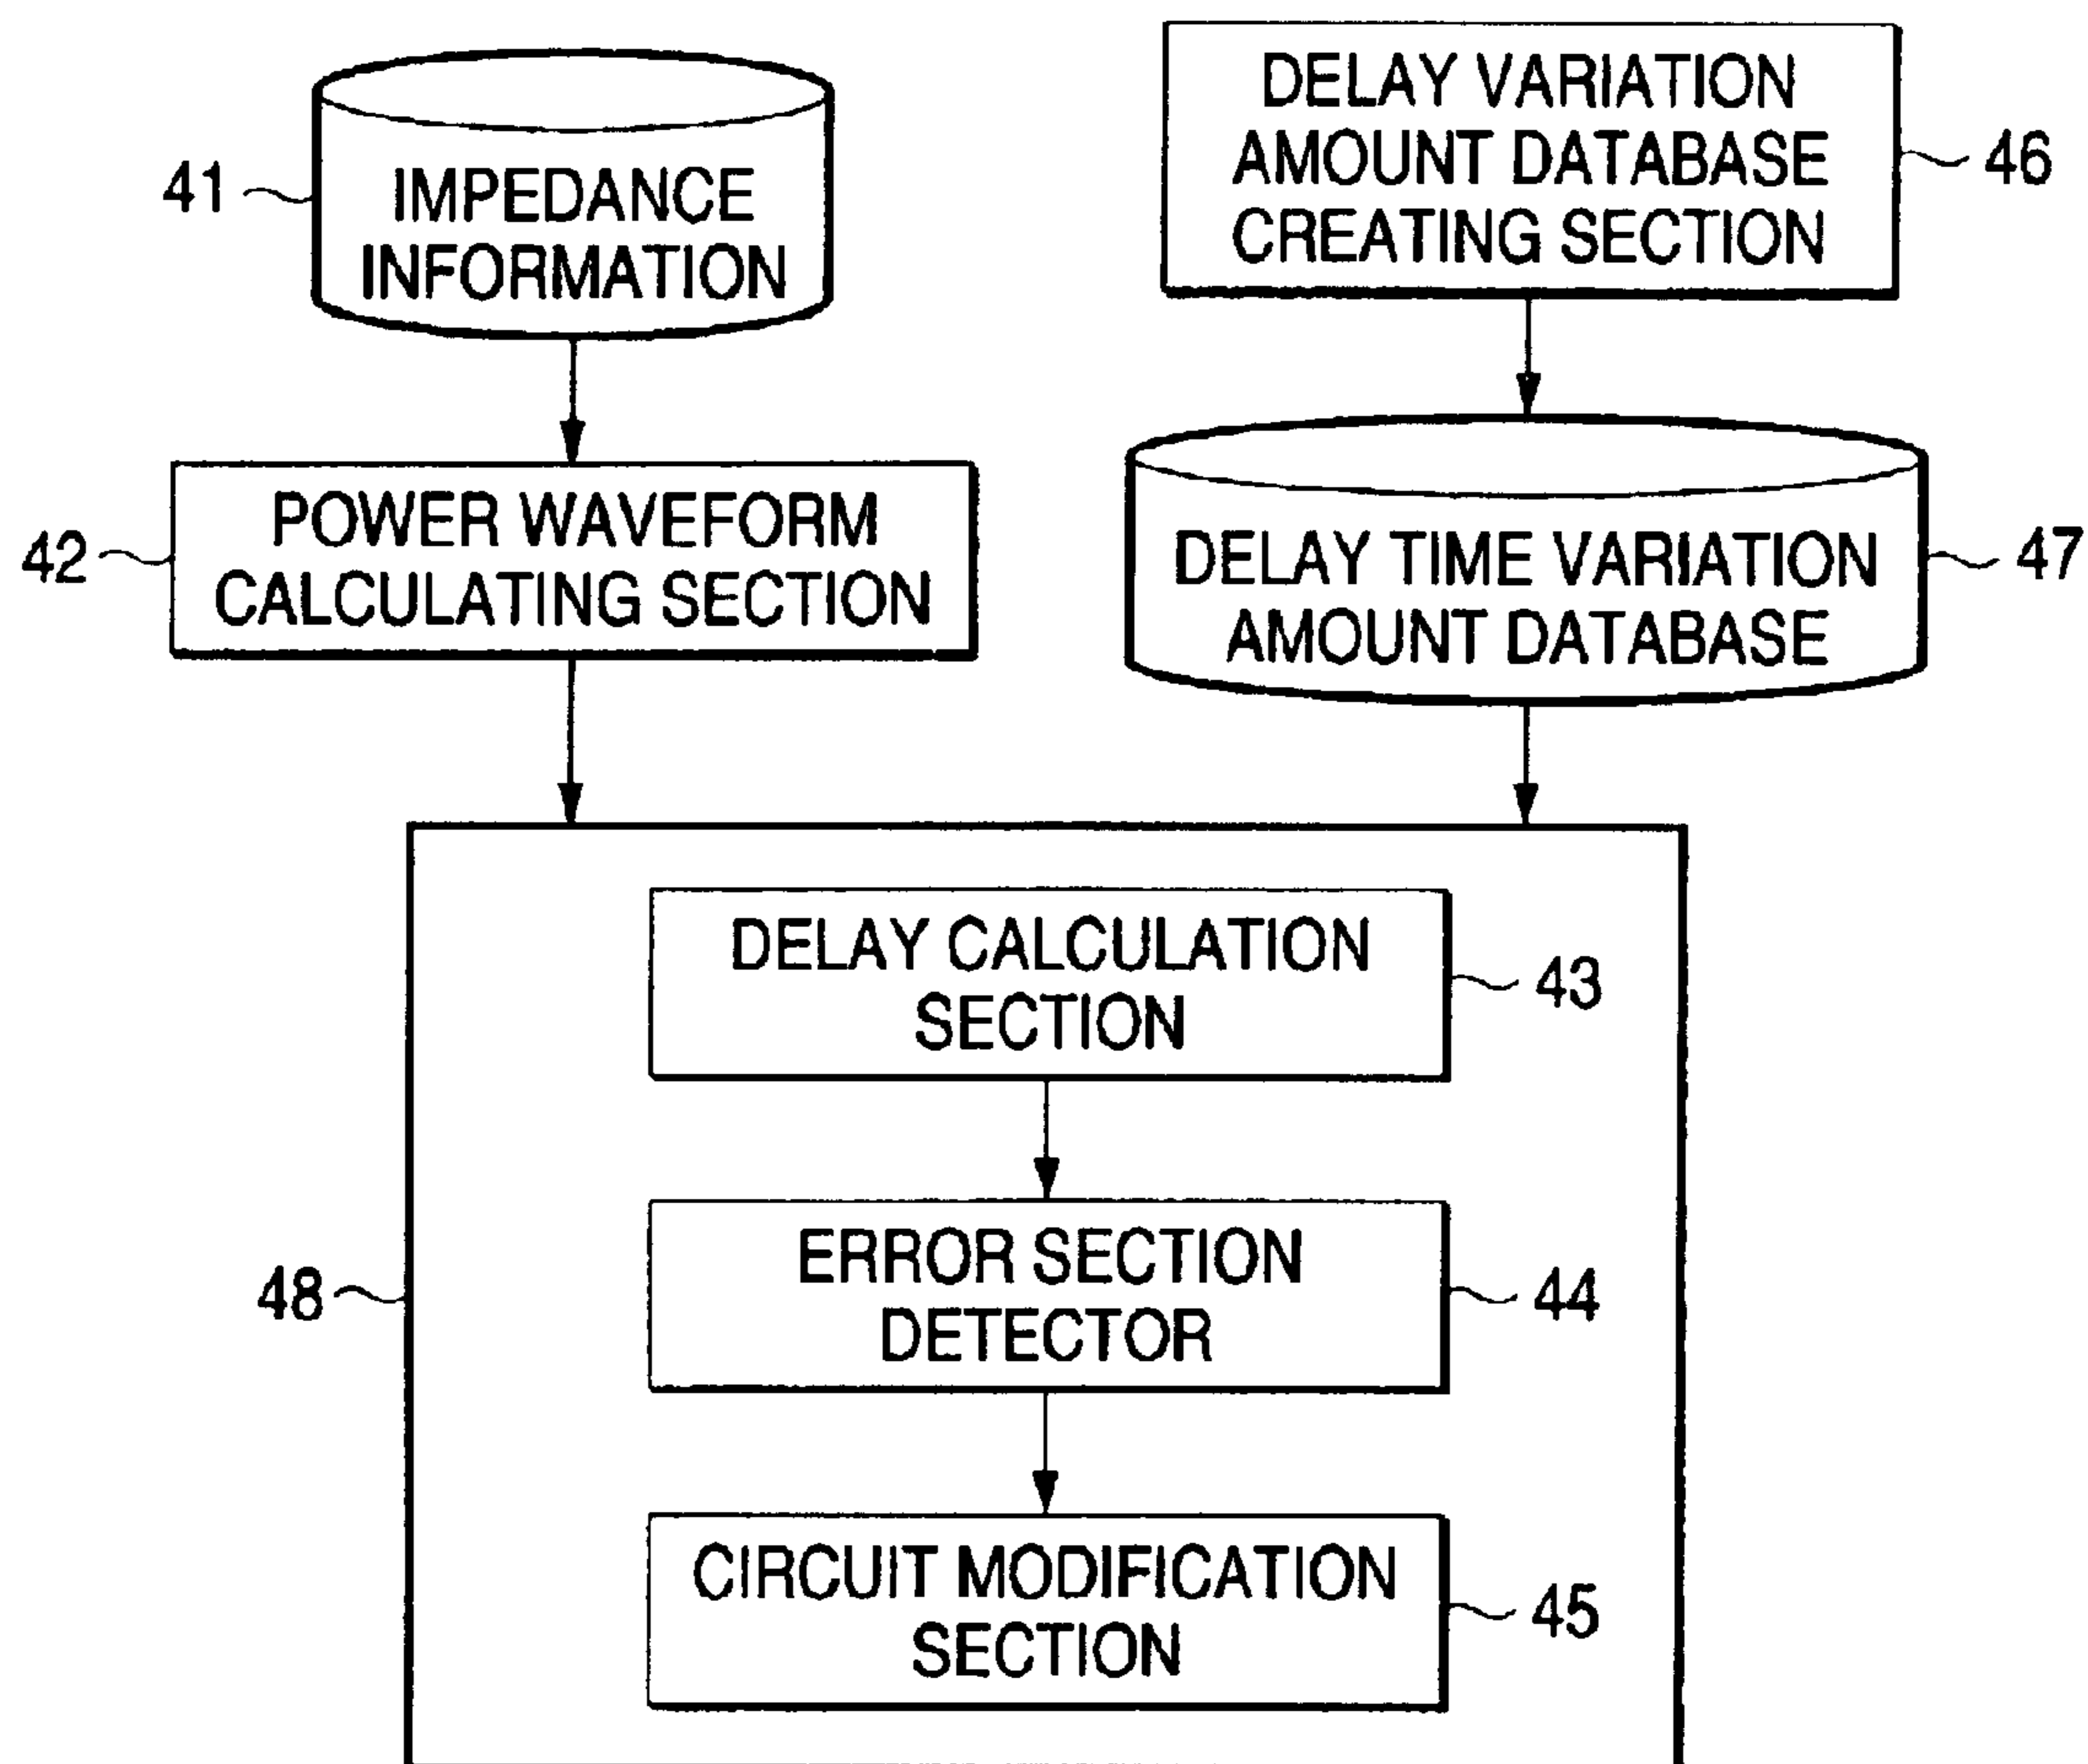 41
IMPEDANCE
INFORMATION
DELAY VARIATION
AMOUNT DATABASE
CREATING SECTION
46
42
POWER WAVEFORM
CALCULATING SECTION
DELAY TIME VARIATION
AMOUNT DATABASE
47
48
DELAY CALCULATION
SECTION
43
ERROR SECTION
DETECTOR
44
CIRCUIT MODIFICATION
SECTION
45